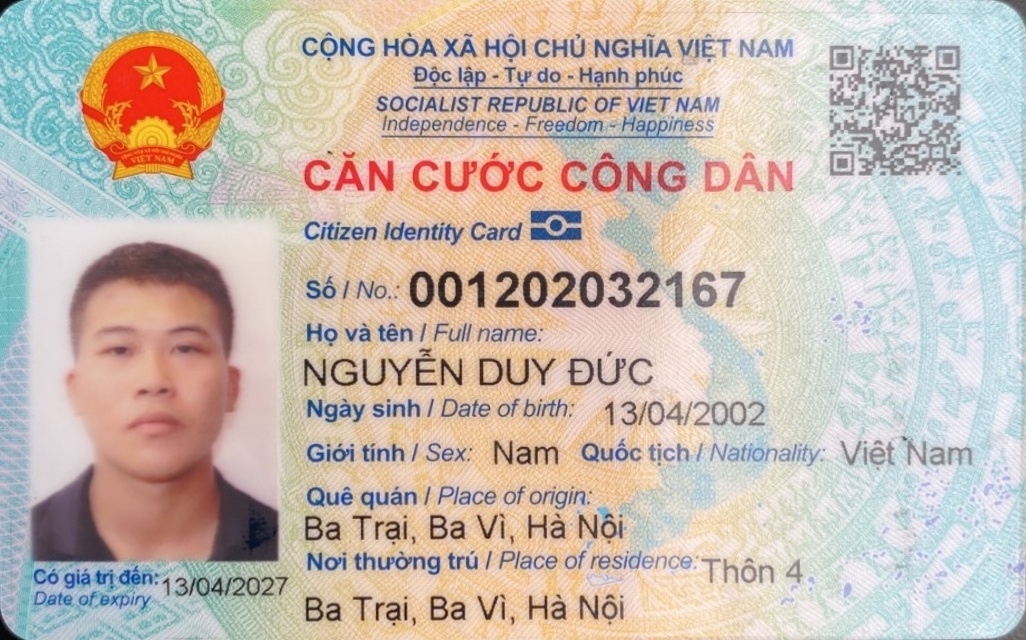 CỘNG HÒA XÃ HỘI CHỦ NGHĨA VIỆT NAM
Độc lập - Tự do - Hạnh phúc
SOCIALIST REPUBLIC OF VIET NAM
Independence - Freedom - Happiness
VIỆT NAM
CĂN CƯỚC CÔNG DÂN
Citizen Identity Card
Số / No.: 001202032167
Họ và tên / Full name:
NGUYỄN DUY ĐỨC
Ngày sinh / Date of birth: 13/04/2002
Giới tính / Sex: Nam Quốc tịch / Nationality: Việt Nam
Quê quán / Place of origin:
Ba Trại, Ba Vì, Hà Nội
Nơi thường trú / Place of residence: Thôn 4
Ba Trại, Ba Vì, Hà Nội
Có giá trị đến: 13/04/2027
Date of expiry